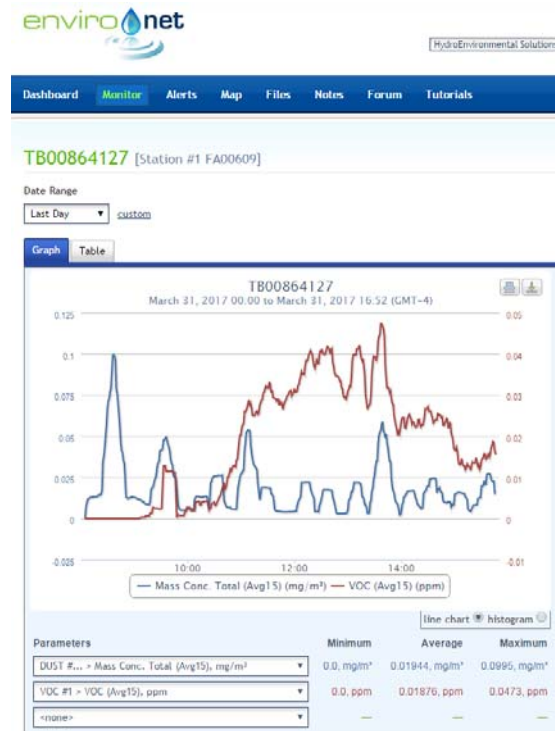 enviro net
HydroEnvironmental Solutions
Dashboard Monitor Alerts Map Files Notes Forum Tutorials
TB00864127 [Station #1 FA00609]
Date Range
Last Day custom
Graph Table
TB00864127
March 31, 2017 00:00 to March 31, 2017 16:52 (GMT-4)
0.125 0.05
0.1 0.04
0.075 0.03
0.05 0.02
0.025 0.01
0 0
-0.025 -0.01
10:00 12:00 14:00
Mass Conc. Total (Avg15) (mg/m³) VOC (Avg15) (ppm)
line chart histogram
Parameters Minimum Average Maximum
DUST #... > Mass Conc. Total (Avg15), mg/m³ 0.0, mg/m³ 0.01944, mg/m³ 0.0995, mg/m³
VOC #1 > VOC (Avg15), ppm 0.0, ppm 0.01876, ppm 0.0473, ppm
<none> — — —